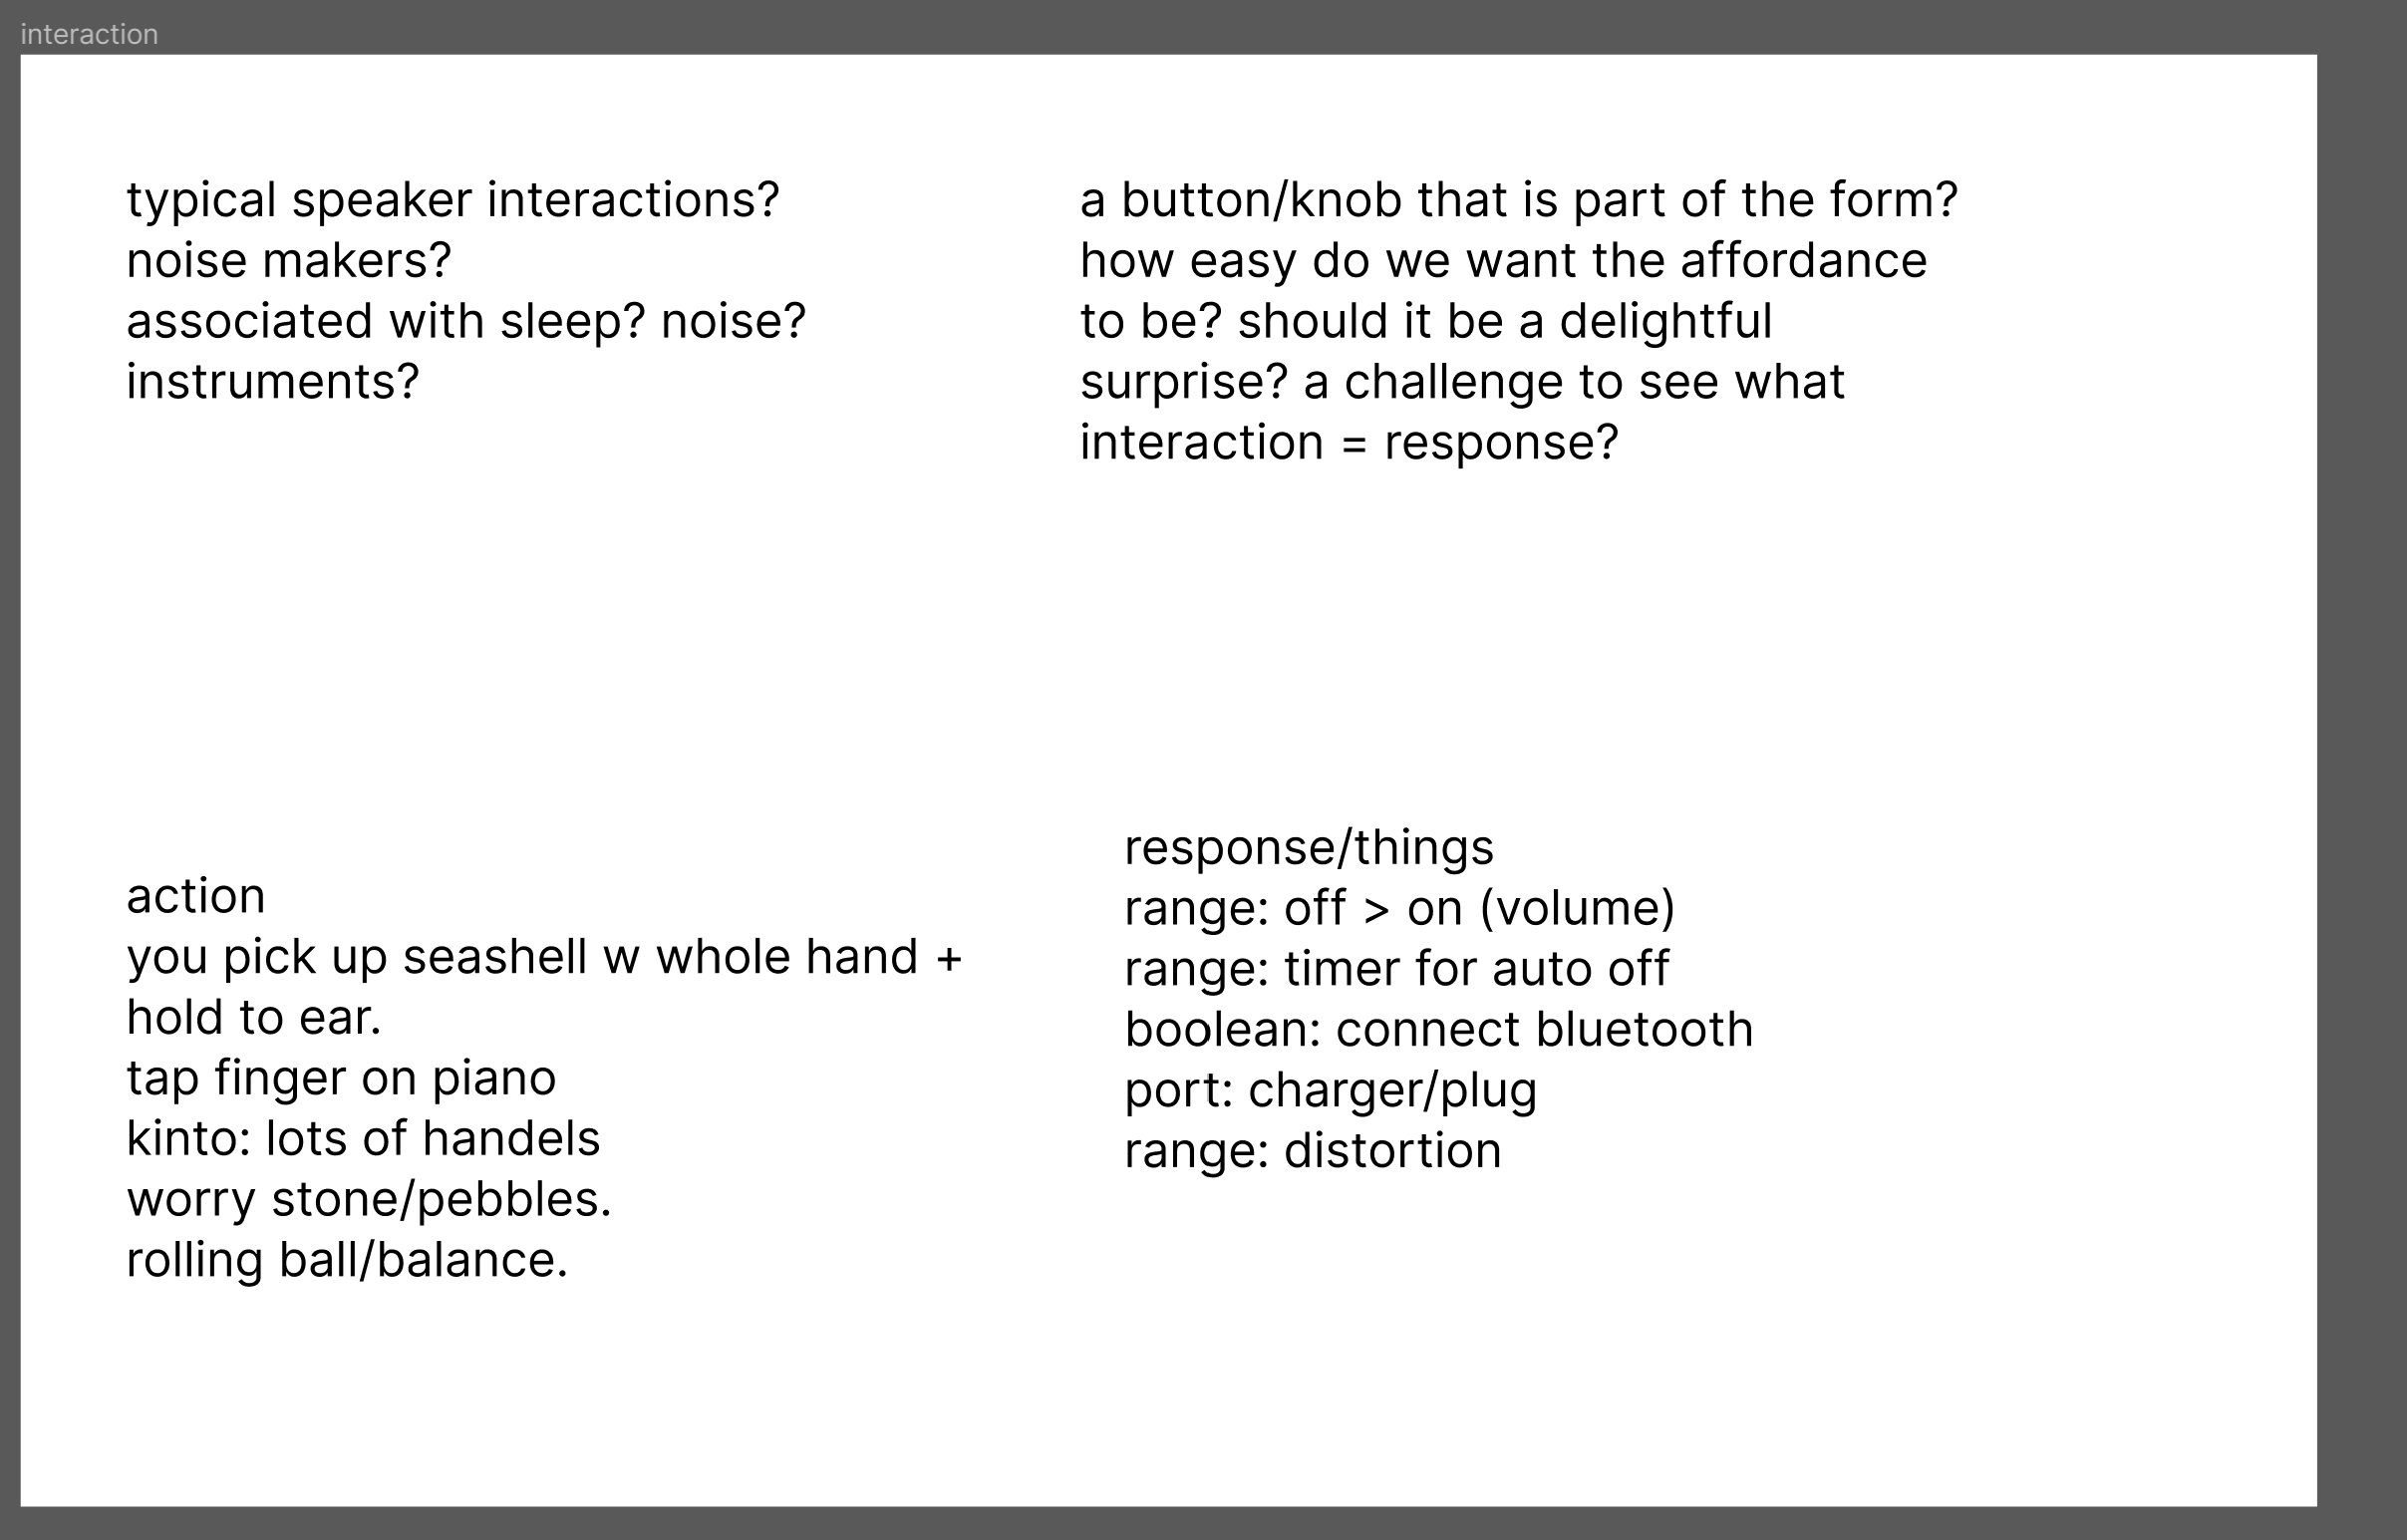 interaction
typical speaker interactions?
noise makers?
associated with sleep? noise?
instruments?
a button/knob that is part of the form?
how easy do we want the affordance
to be? should it be a delightful
surprise? a challenge to see what
interaction = response?
action
you pick up seashell w whole hand +
hold to ear.
tap finger on piano
kinto: lots of handels
worry stone/pebbles.
rolling ball/balance.
response/things
range: off > on (volume)
range: timer for auto off
boolean: connect bluetooth
port: charger/plug
range: distortion